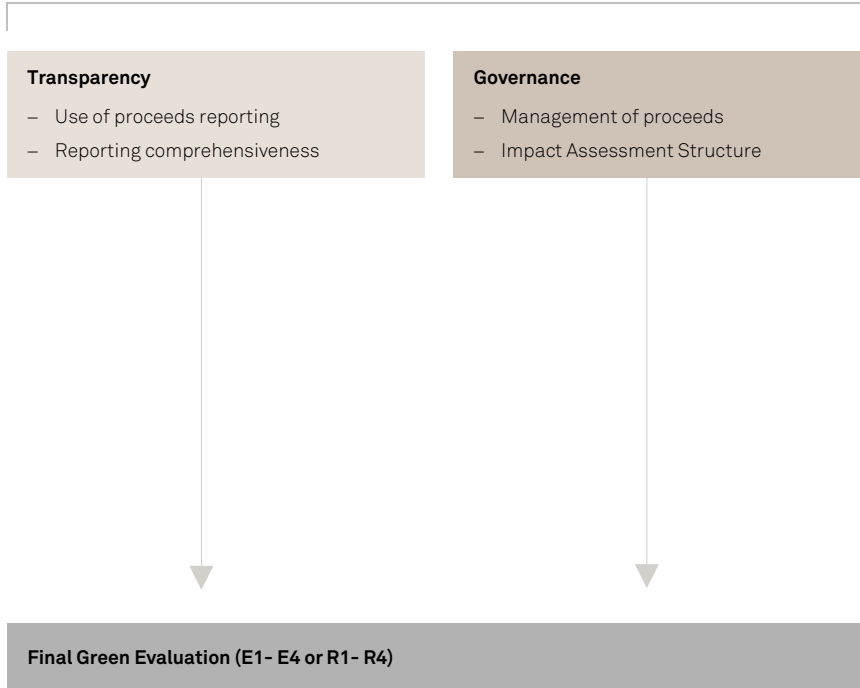 Transparency
– Use of proceeds reporting
– Reporting comprehensiveness
Governance
– Management of proceeds
– Impact Assessment Structure
Final Green Evaluation (E1- E4 or R1- R4)